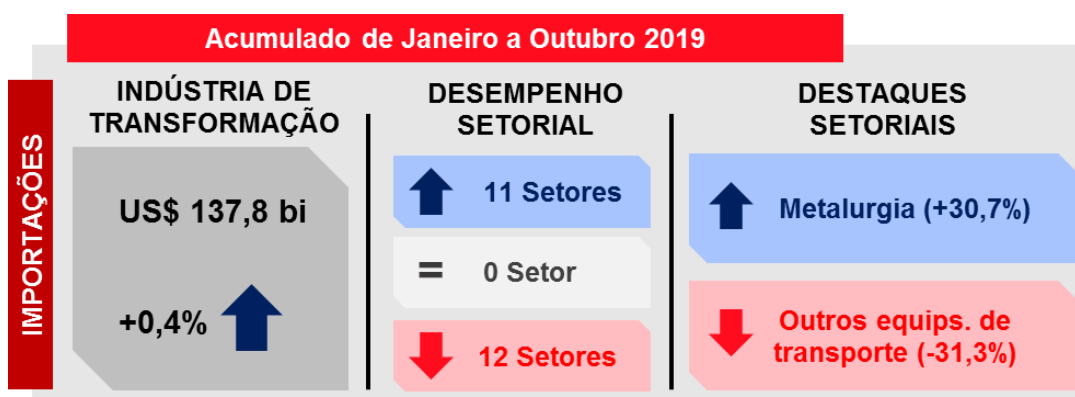 Acumulado de Janeiro a Outubro 2019
IMPORTAÇÕES
INDÚSTRIA DE
TRANSFORMAÇÃO
US$ 137,8 bi
+0,4%
DESEMPENHO
SETORIAL
11 Setores
= 0 Setor
12 Setores
DESTAQUES
SETORIAIS
Metalurgia (+30,7%)
Outros equips. de
transporte (-31,3%)